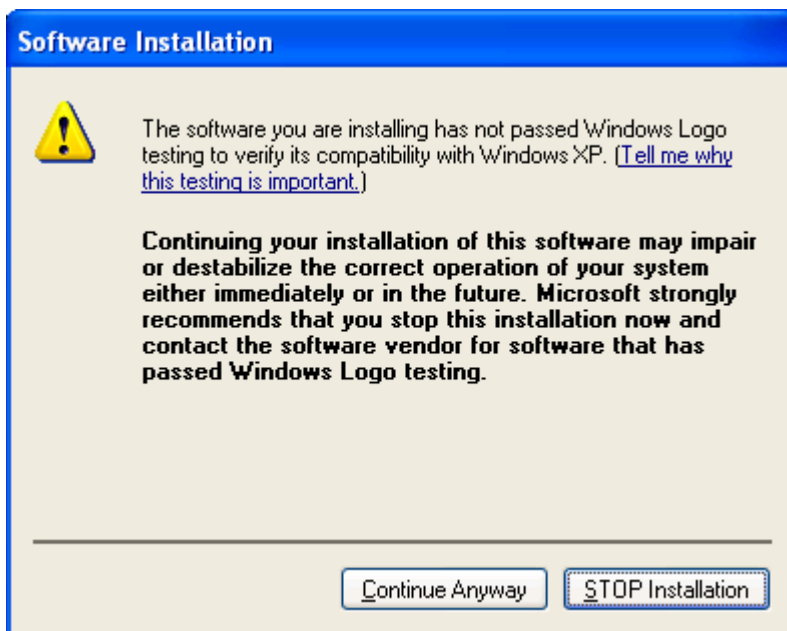 Software Installation
The software you are installing has not passed Windows Logo
testing to verify its compatibility with Windows XP. (Tell me why
this testing is important.)
Continuing your installation of this software may impair
or destabilize the correct operation of your system
either immediately or in the future. Microsoft strongly
recommends that you stop this installation now and
contact the software vendor for software that has
passed Windows Logo testing.
Continue Anyway
STOP Installation